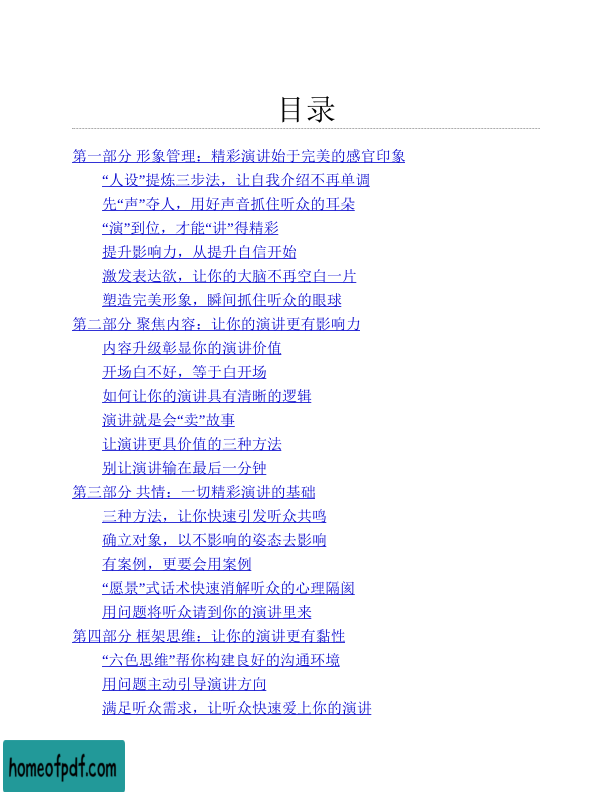 目录
第一部分 形象管理：精彩演讲始于完美的感官印象
“人设”提炼三步法，让自我介绍不再单调
先“声”夺人，用好声音抓住听众的耳朵
“演”到位，才能“讲”得精彩
提升影响力，从提升自信开始
激发表达欲，让你的大脑不再空白一片
塑造完美形象，瞬间抓住听众的眼球
第二部分 聚焦内容：让你的演讲更有影响力
内容升级彰显你的演讲价值
开场白不好，等于白开场
如何让你的演讲具有清晰的逻辑
演讲就是会“卖”故事
让演讲更具价值的三种方法
别让演讲输在最后一分钟
第三部分 共情：一切精彩演讲的基础
三种方法，让你快速引发听众共鸣
确立对象，以不影响的姿态去影响
有案例，更要会用案例
“愿景”式话术快速消解听众的心理隔阂
用问题将听众请到你的演讲里来
第四部分 框架思维：让你的演讲更有黏性
“六色思维”帮你构建良好的沟通环境
用问题主动引导演讲方向
满足听众需求，让听众快速爱上你的演讲
homeofpdf.com